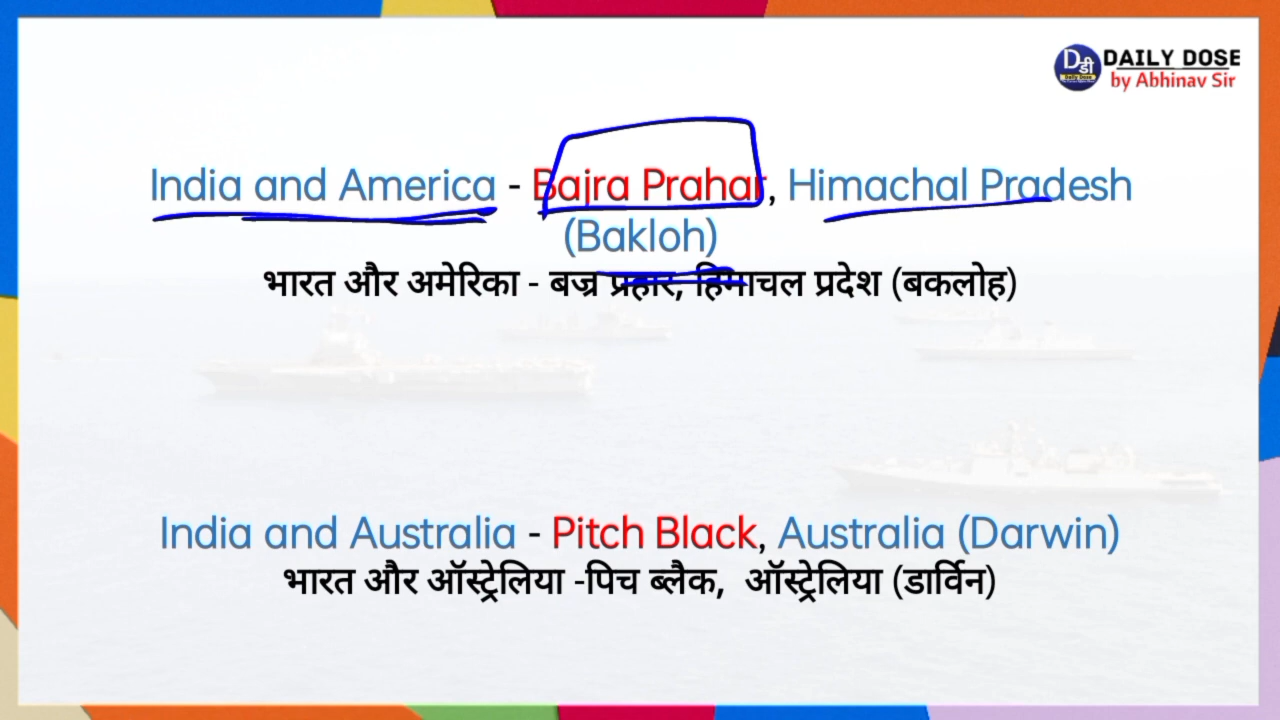 DAILY DOSE
by Abhinav Sir
India and America - Bajra Prahar, Himachal Pradesh
(Bakloh)
भारत और अमेरिका - बज्र प्रहार, हिमाचल प्रदेश (बकलोह)
India and Australia - Pitch Black, Australia (Darwin)
भारत और ऑस्ट्रेलिया -पिच ब्लैक, ऑस्ट्रेलिया (डार्विन)